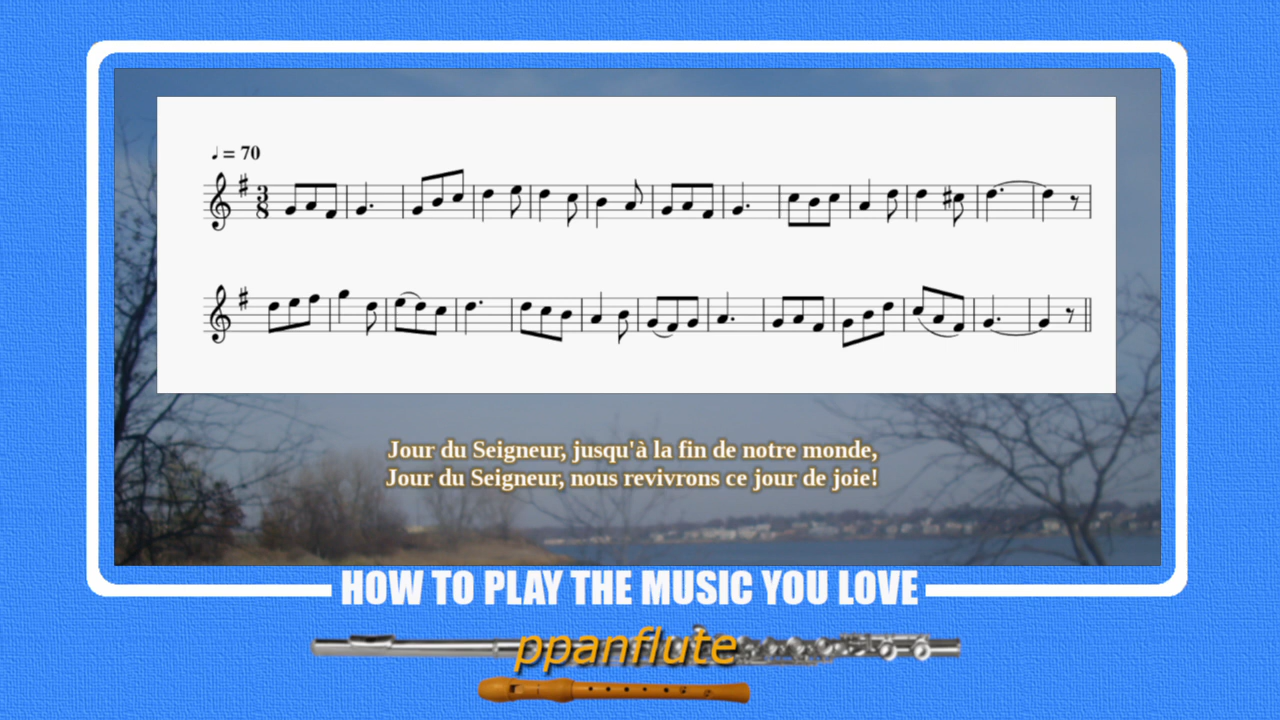 ♩ = 70
3
8
Jour du Seigneur, jusqu'à la fin de notre monde,
Jour du Seigneur, nous revivrons ce jour de joie!
HOW TO PLAY THE MUSIC YOU LOVE
ppanflute